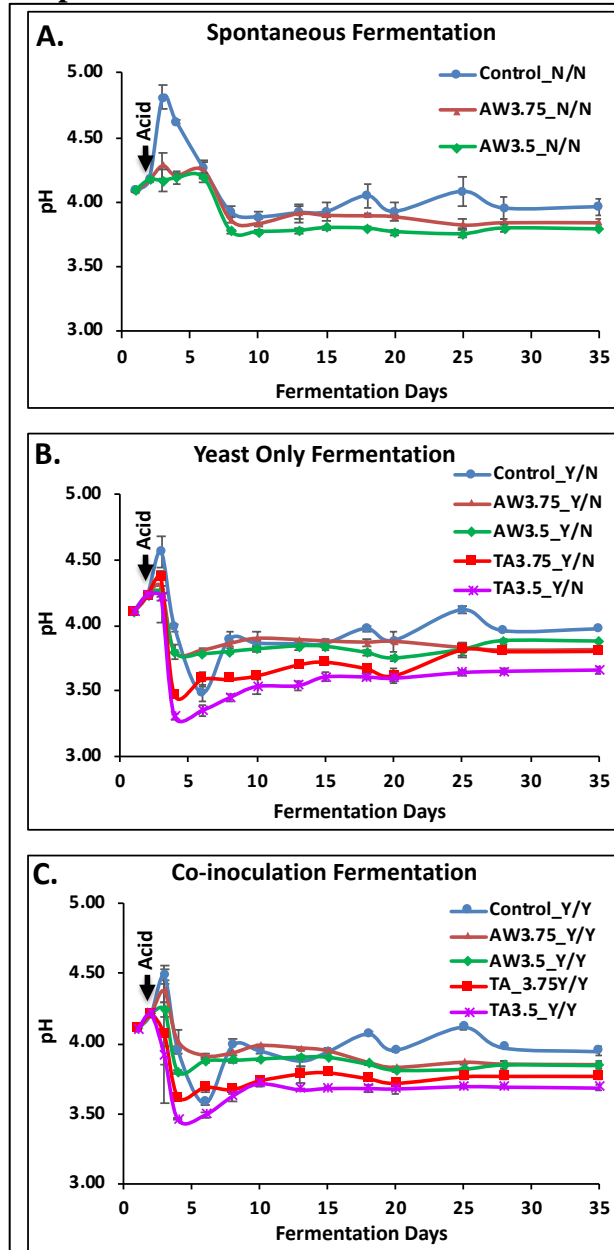 A.
Spontaneous Fermentation
Control_N/N
AW3.75_N/N
AW3.5_N/N
Acid
pH
5.00
4.50
4.00
3.50
3.00
0 5 10 15 20 25 30 35
Fermentation Days
B.
Yeast Only Fermentation
Control_Y/N
AW3.75_Y/N
AW3.5_Y/N
TA3.75_Y/N
TA3.5_Y/N
Acid
pH
5.00
4.50
4.00
3.50
3.00
0 5 10 15 20 25 30 35
Fermentation Days
C.
Co-inoculation Fermentation
Control_Y/Y
AW3.75_Y/Y
AW3.5_Y/Y
TA_3.75Y/Y
TA3.5_Y/Y
Acid
pH
5.00
4.50
4.00
3.50
3.00
0 5 10 15 20 25 30 35
Fermentation Days